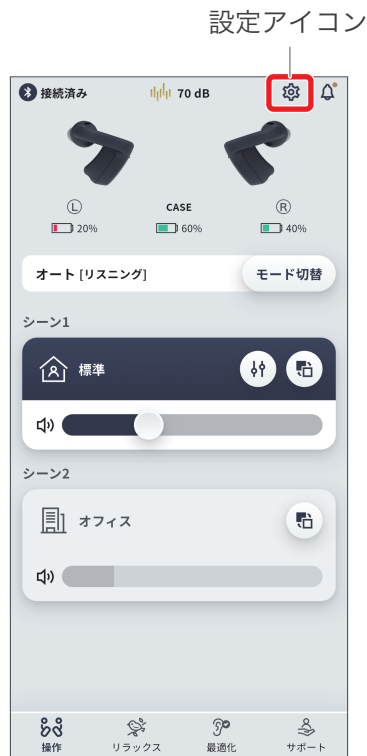 設定アイコン
接続済み 70 dB
L CASE R
20% 60% 40%
オート [リスニング] モード切替
シーン1
標準
シーン2
オフィス
操作 リラックス 最適化 サポート